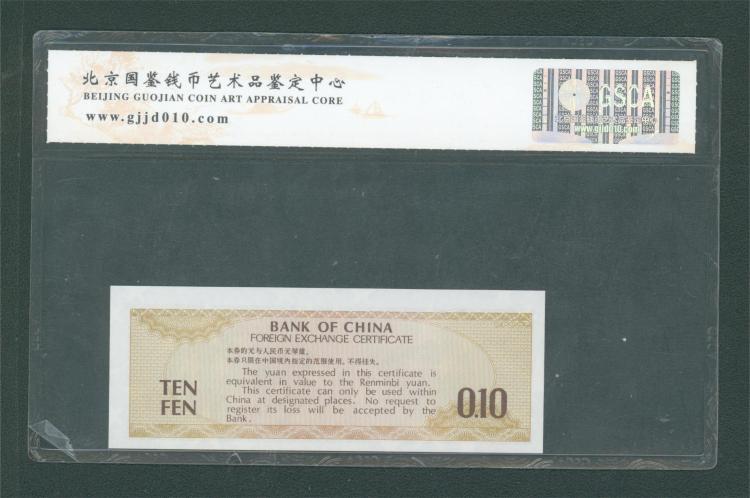 北京国鉴钱币艺术品鉴定中心
BEIJING GUOJIAN COIN ART APPRAISAL CORE
www.gjjd010.com
GSCA
www.gjjd010.com
BANK OF CHINA
FOREIGN EXCHANGE CERTIFICATE
本券的元与人民币元等值。
本券只限在中国境内指定的范围使用,不得挂失。
The yuan expressed in this certificate is
equivalent in value to the Renminbi yuan.
This certificate can only be used within
China at designated places. No request to
register its loss will be accepted by the
Bank.
TEN
FEN
0.10